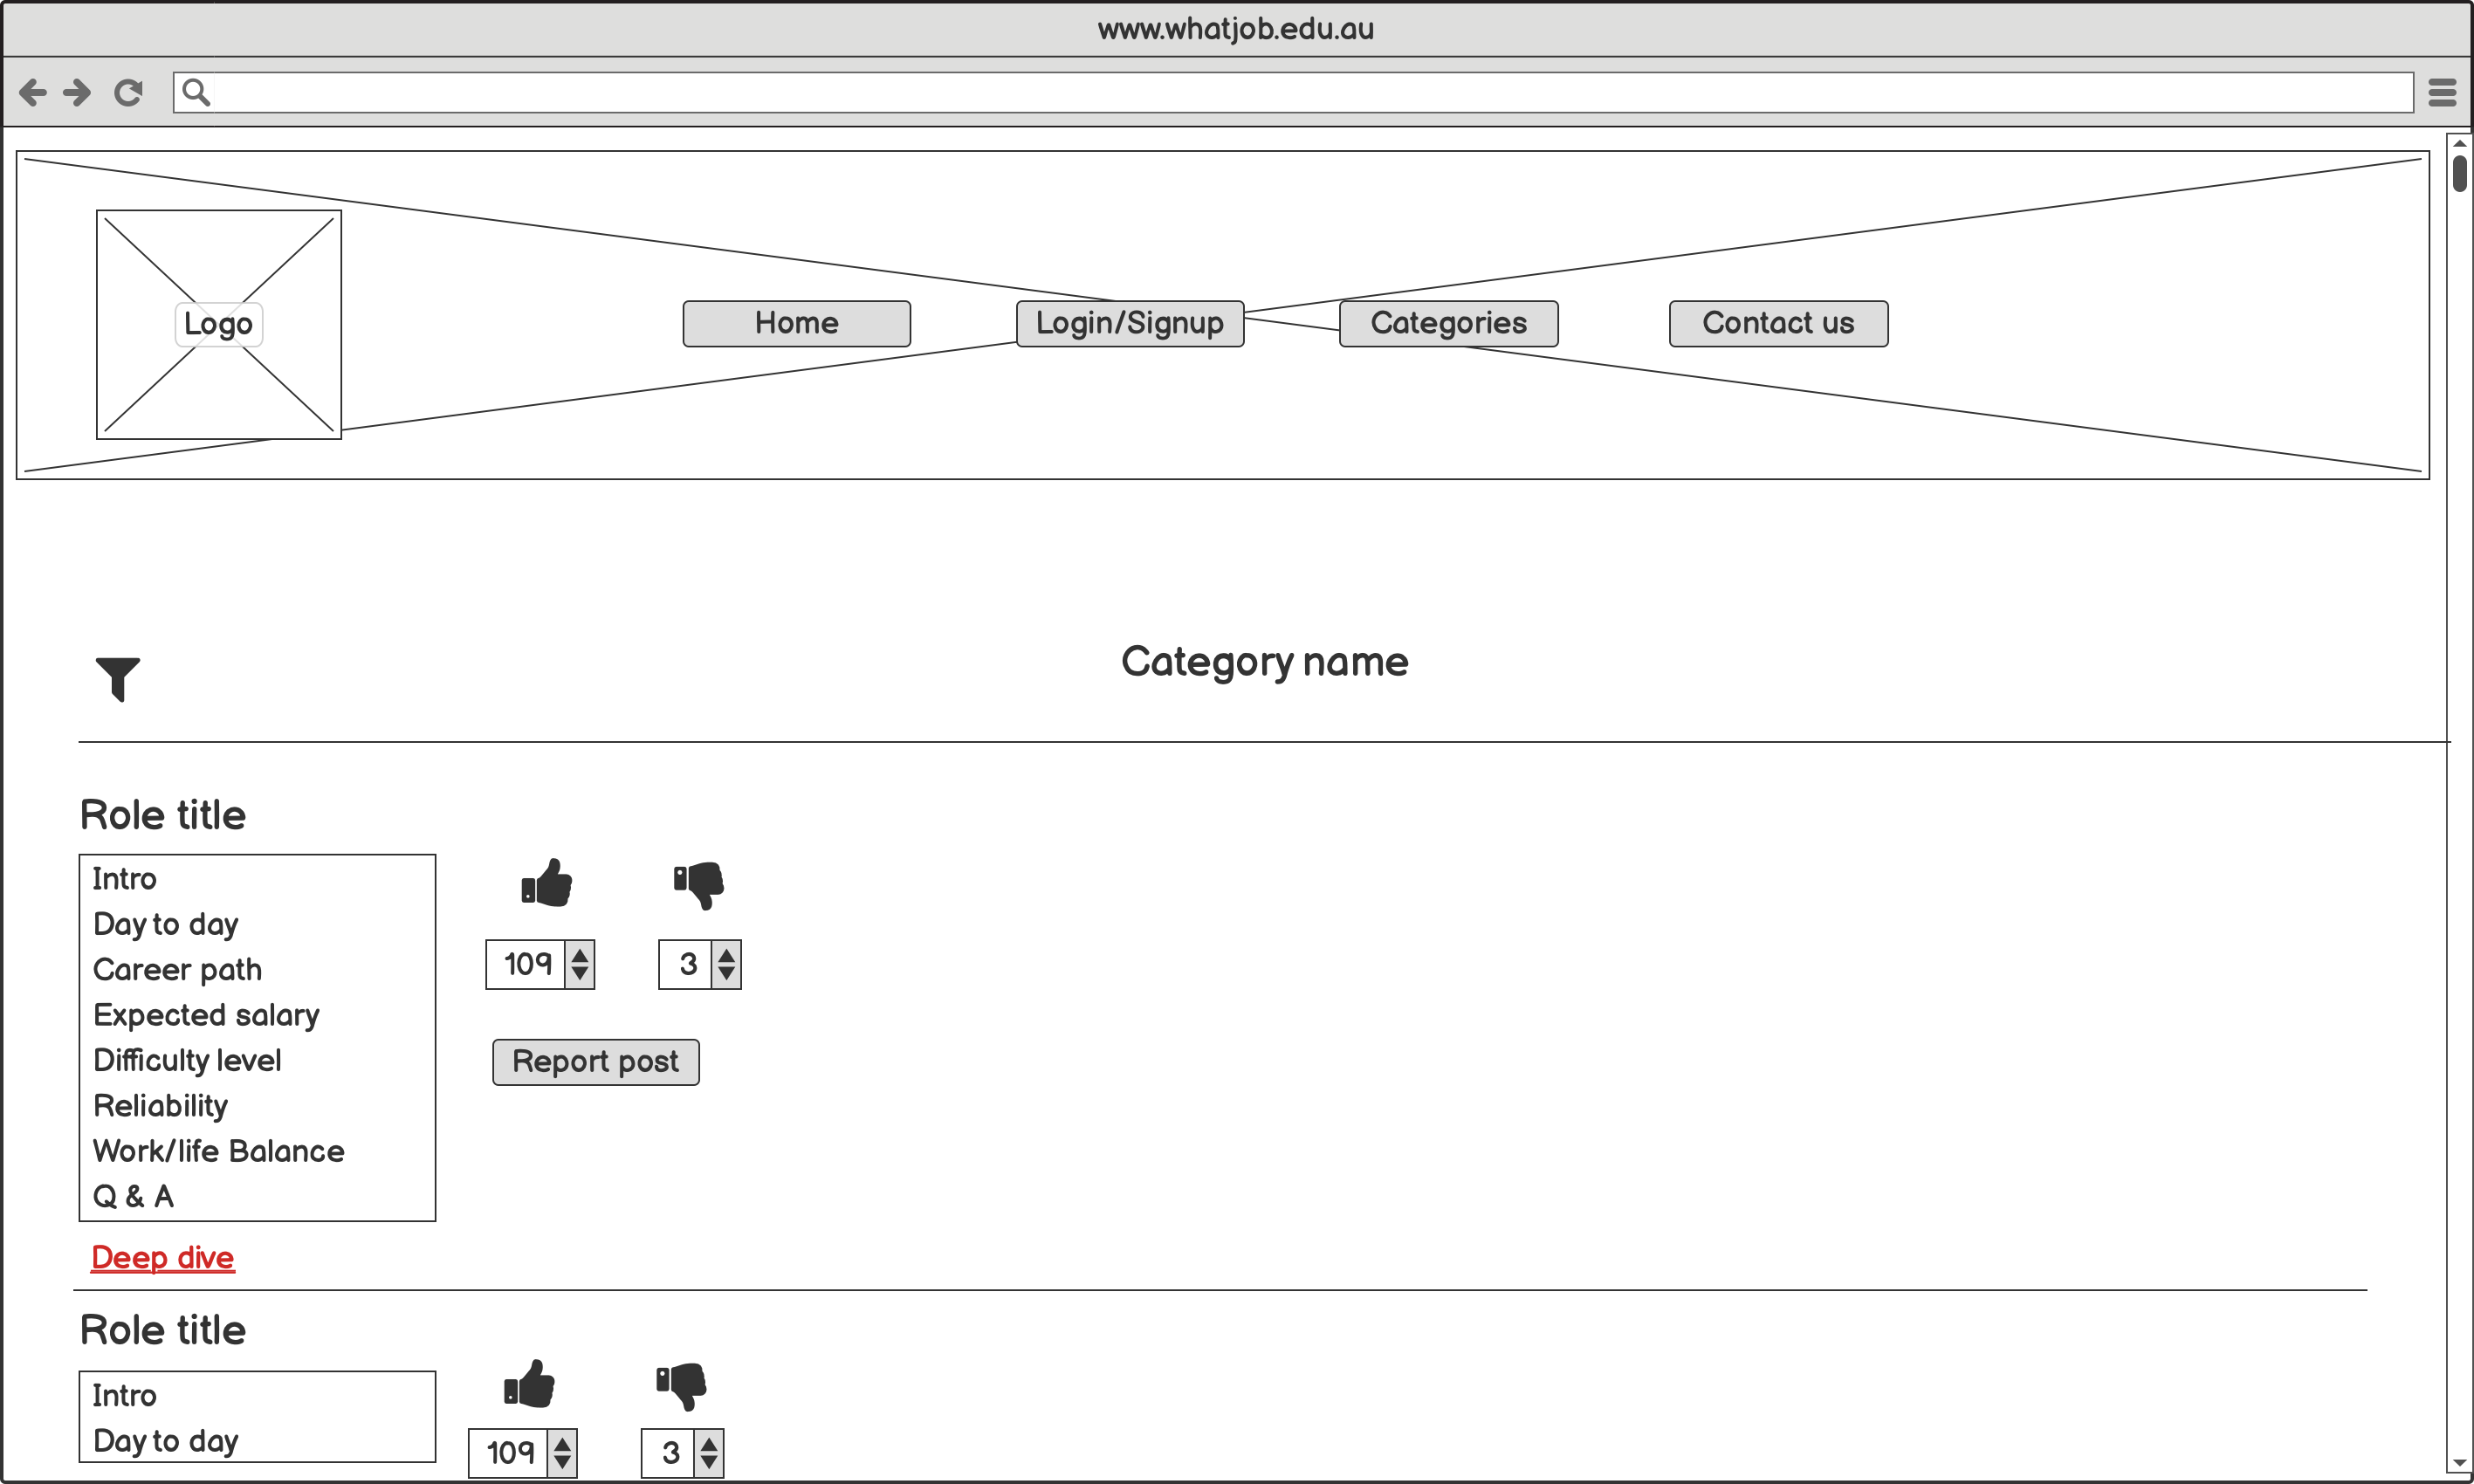 www.whatjob.edu.au
Logo
Home
Login/Signup
Categories
Contact us
Category name
Role title
Intro
Day to day
Career path
Expected salary
Difficulty level
Reliability
Work/life Balance
Q & A
109
3
Report post
Deep dive
Role title
Intro
Day to day
109
3